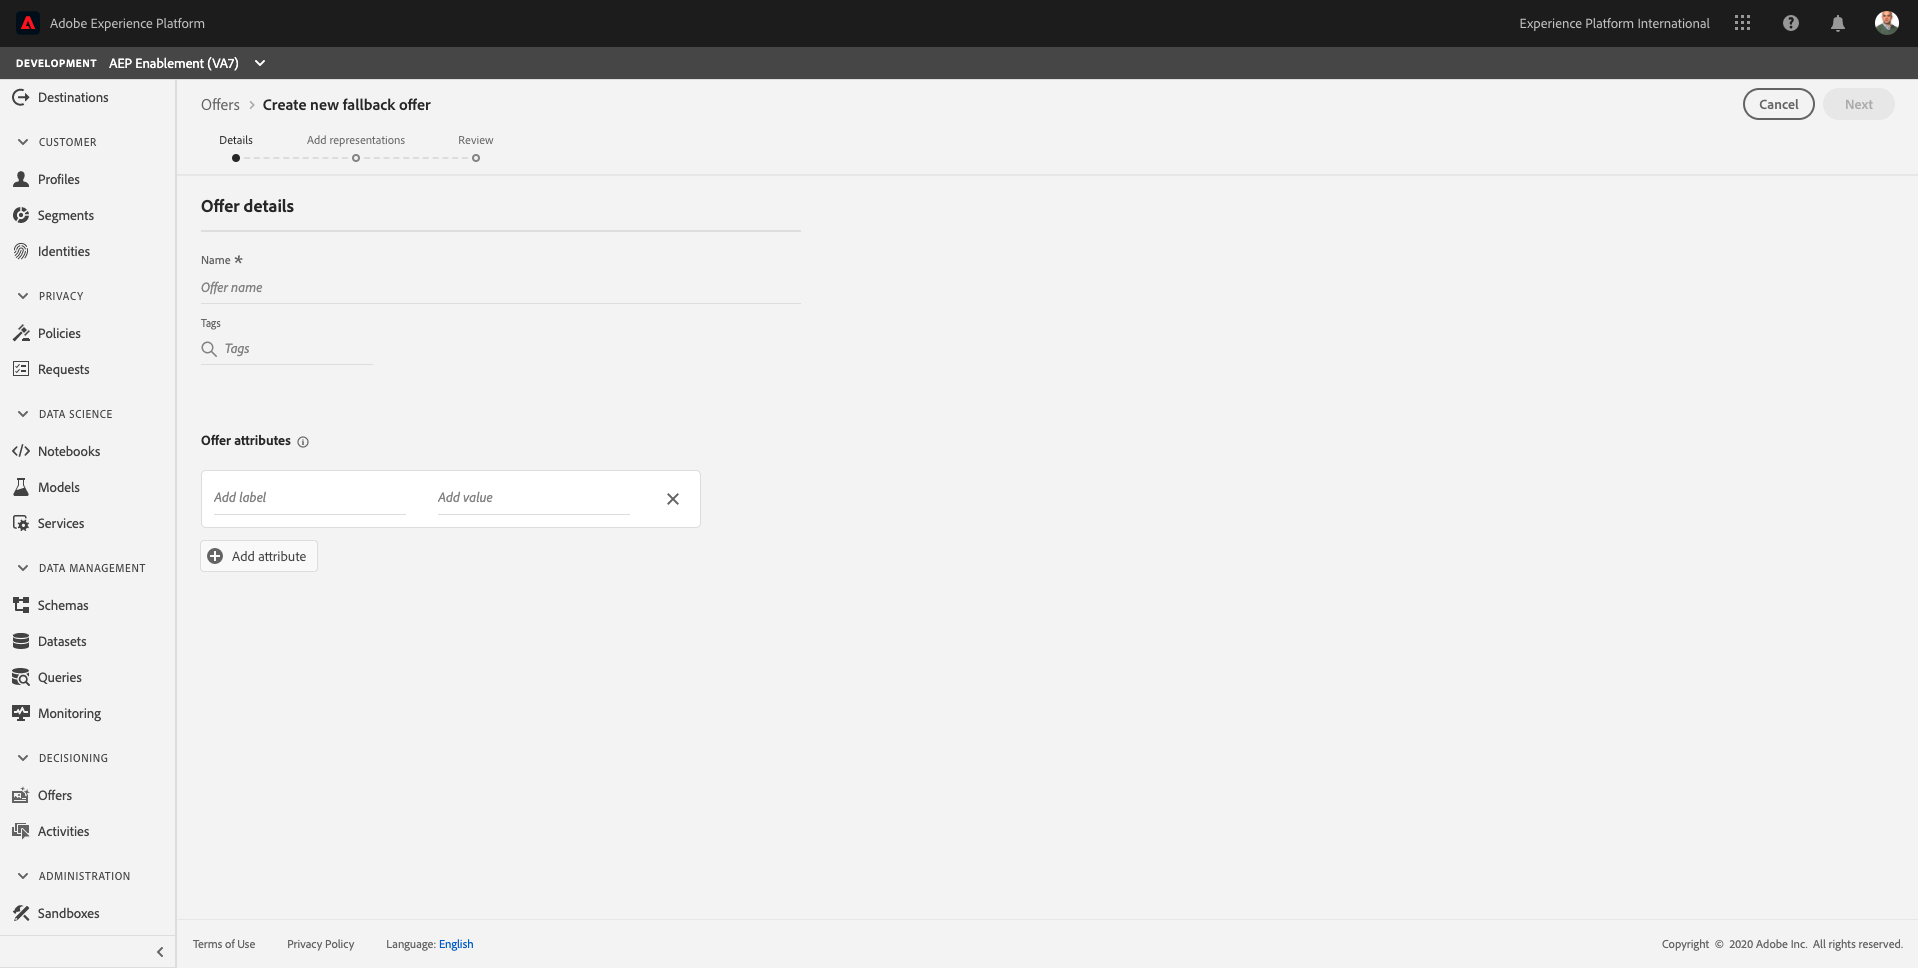 Adobe Experience Platform
Experience Platform International
DEVELOPMENT AEP Enablement (VA7)
Destinations
CUSTOMER
Profiles
Segments
Identities
PRIVACY
Policies
Requests
DATA SCIENCE
Notebooks
Models
Services
DATA MANAGEMENT
Schemas
Datasets
Queries
Monitoring
DECISIONING
Offers
Activities
ADMINISTRATION
Sandboxes
Offers > Create new fallback offer
Cancel
Next
Details
Add representations
Review
Offer details
Name *
Offer name
Tags
Tags
Offer attributes
Add label
Add value
Add attribute
Terms of Use
Privacy Policy
Language: English
Copyright © 2020 Adobe Inc. All rights reserved.